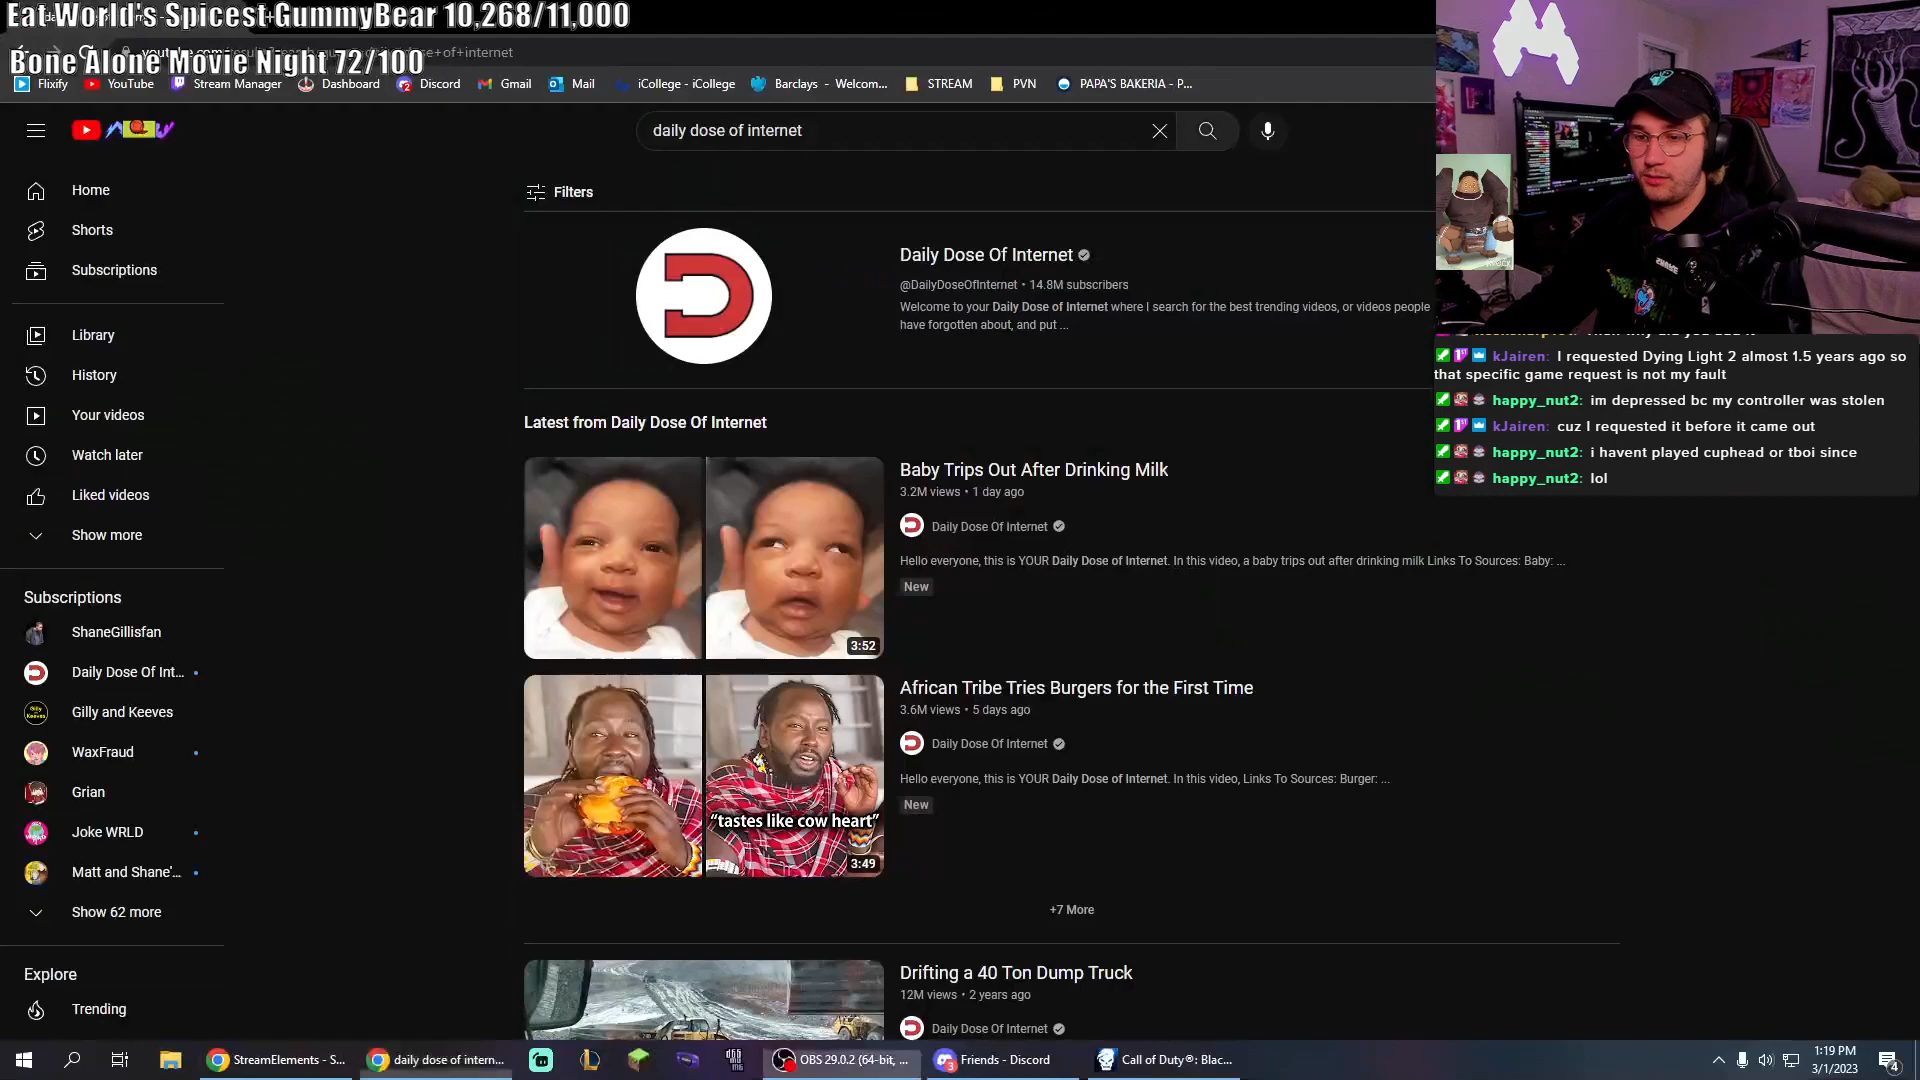 Eat World's Spicest GummyBear 10,268/11,000
Bone Alone Movie Night 72/100
Flixify
YouTube
Stream Manager
Dashboard
Discord
Gmail
Mail
iCollege - iCollege
Barclays - Welcom...
STREAM
PVN
PAPA'S BAKERIA - P...
daily dose of internet
Home
Shorts
Subscriptions
Library
History
Your videos
Watch later
Liked videos
Show more
Subscriptions
ShaneGillisfan
Daily Dose Of Int...
Gilly and Keeves
WaxFraud
Grian
Joke WRLD
Matt and Shane'...
Show 62 more
Explore
Trending
Filters
Daily Dose Of Internet
@DailyDoseOfInternet • 14.8M subscribers
Welcome to your Daily Dose of Internet where I search for the best trending videos, or videos people
have forgotten about, and put ...
Latest from Daily Dose Of Internet
3:52
Baby Trips Out After Drinking Milk
3.2M views • 1 day ago
Daily Dose Of Internet
Hello everyone, this is YOUR Daily Dose of Internet. In this video, a baby trips out after drinking milk Links To Sources: Baby: ...
New
"tastes like cow heart"
3:49
African Tribe Tries Burgers for the First Time
3.6M views • 5 days ago
Daily Dose Of Internet
Hello everyone, this is YOUR Daily Dose of Internet. In this video, Links To Sources: Burger: ...
New
+7 More
Drifting a 40 Ton Dump Truck
12M views • 2 years ago
Daily Dose Of Internet
kJairen: I requested Dying Light 2 almost 1.5 years ago so
that specific game request is not my fault
happy_nut2: im depressed bc my controller was stolen
kJairen: cuz I requested it before it came out
happy_nut2: i havent played cuphead or tboi since
happy_nut2: lol
StreamElements - S...
daily dose of intern...
OBS 29.0.2 (64-bit, ...
Friends - Discord
Call of Duty®: Blac...
1:19 PM
3/1/2023
4